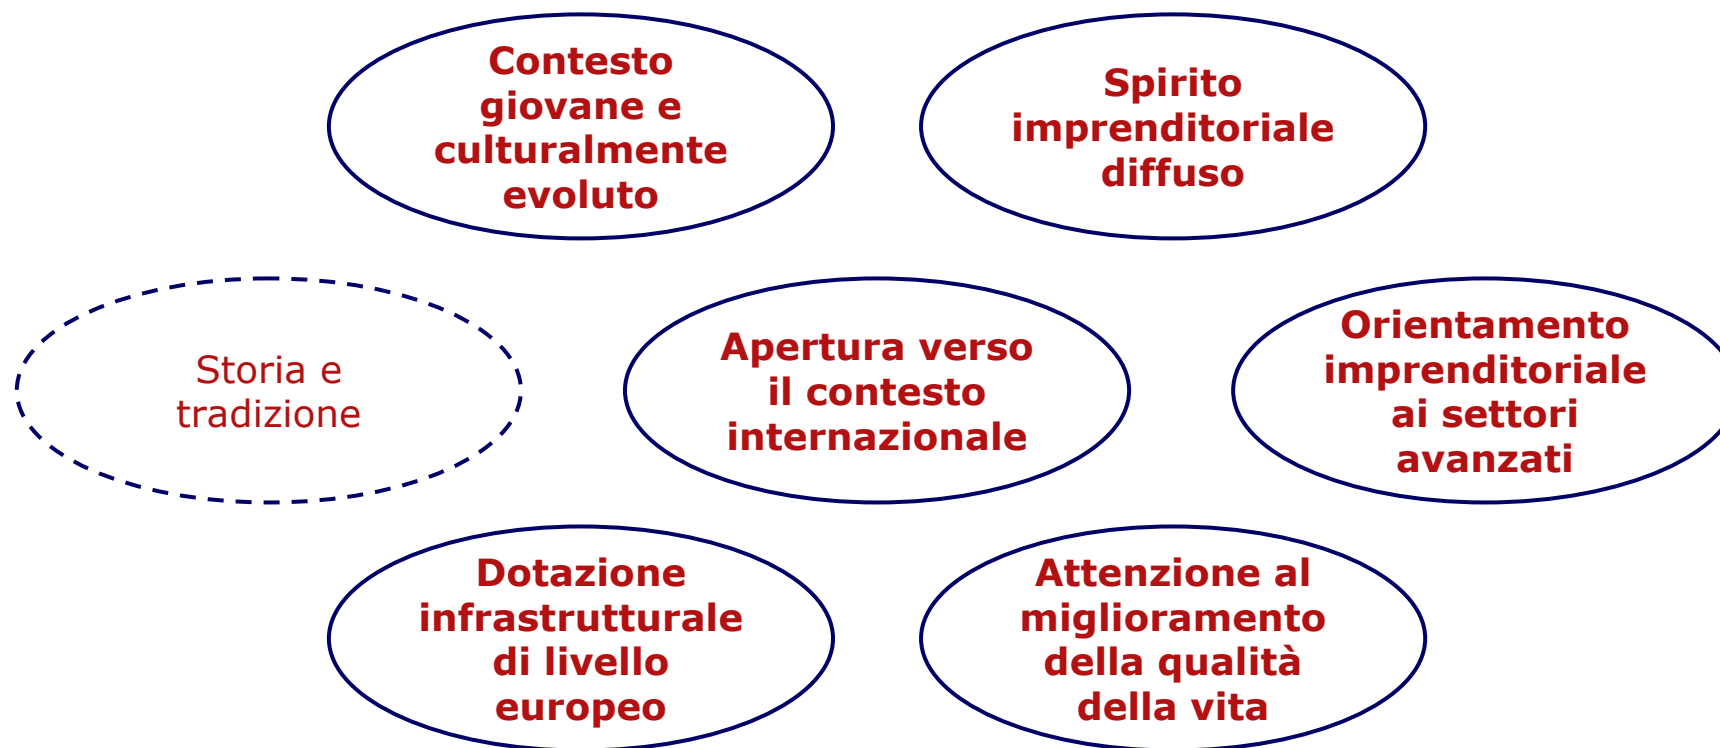 Contesto
giovane e
culturalmente
evoluto
Spirito
imprenditoriale
diffuso
Storia e
tradizione
Apertura verso
il contesto
internazionale
Orientamento
imprenditoriale
ai settori
avanzati
Dotazione
infrastrutturale
di livello
europeo
Attenzione al
miglioramento
della qualità
della vita